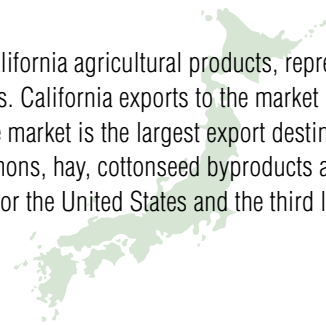 lifornia agricultural products, repre
s. California exports to the market
e market is the largest export destin
mons, hay, cottonseed byproducts a
or the United States and the third l